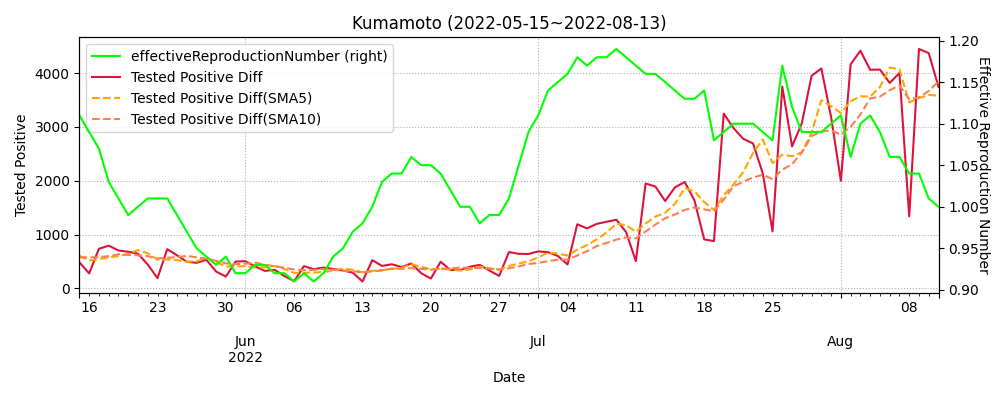 Kumamoto (2022-05-15~2022-08-13)
effectiveReproductionNumber (right)
Tested Positive Diff
Tested Positive Diff(SMA5)
Tested Positive Diff(SMA10)
Tested Positive
4000
3000
2000
1000
0
Effective Reproduction Number
1.20
1.15
1.10
1.05
1.00
0.95
0.90
16 23 30 06 13 20 27 04 11 18 25 08
Jun Jul Aug
2022
Date